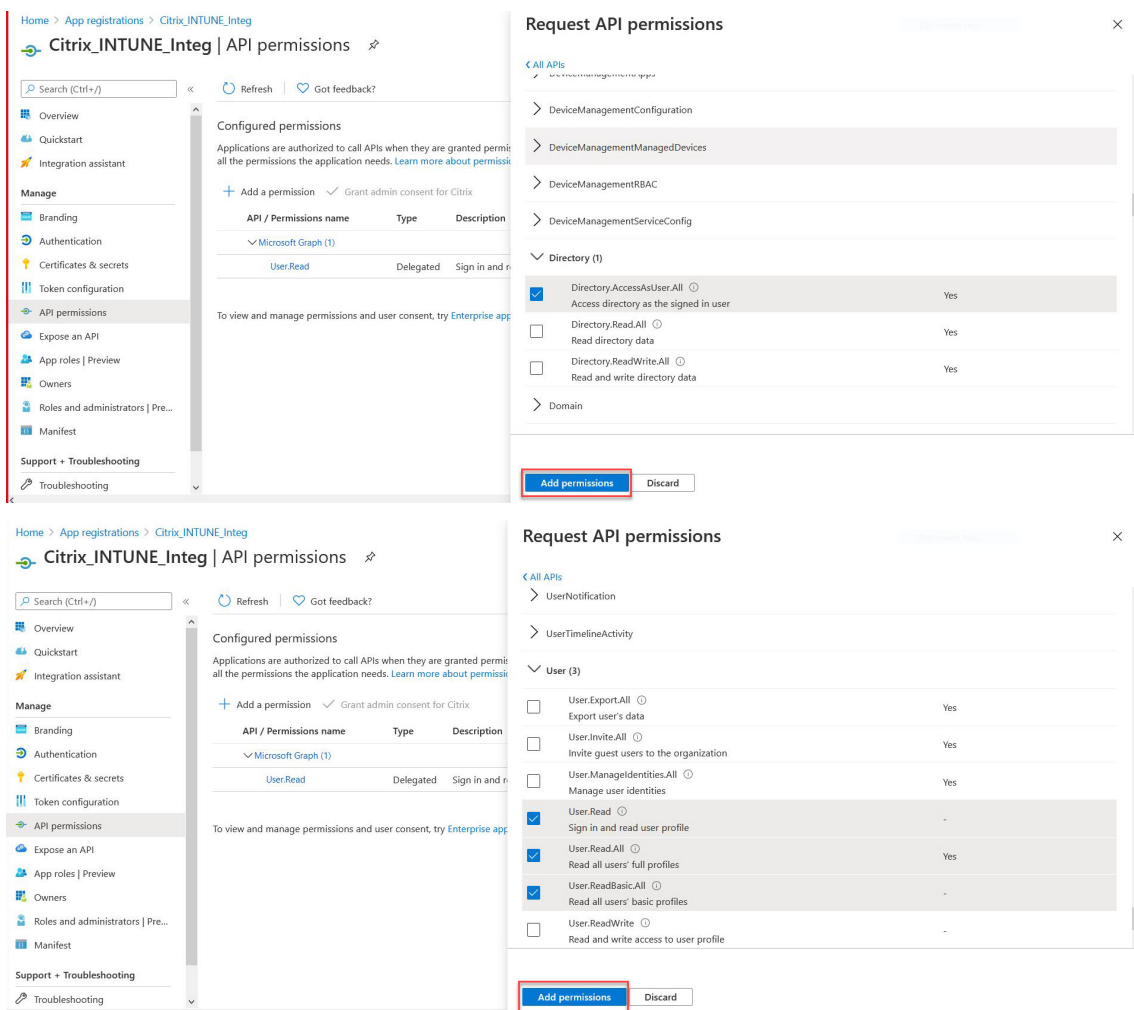 Home > App registrations > Citrix_INTUNE_Integ
Citrix_INTUNE_Integ | API permissions
Search (Ctrl+/)
«
Overview
Quickstart
Integration assistant
Manage
Branding
Authentication
Certificates & secrets
Token configuration
API permissions
Expose an API
App roles | Preview
Owners
Roles and administrators | Pre...
Manifest
Support + Troubleshooting
Troubleshooting
Refresh | Got feedback?
Configured permissions
Applications are authorized to call APIs when they are granted permis
all the permissions the application needs. Learn more about permissio
+ Add a permission Grant admin consent for Citrix
API / Permissions name Type Description
Microsoft Graph (1)
User.Read Delegated Sign in and r
To view and manage permissions and user consent, try Enterprise app
Request API permissions
All APIs
DeviceManagementApps
DeviceManagementConfiguration
DeviceManagementManagedDevices
DeviceManagementRBAC
DeviceManagementServiceConfig
Directory (1)
Directory.AccessAsUser.All
Access directory as the signed in user
Yes
Directory.Read.All
Read directory data
Yes
Directory.ReadWrite.All
Read and write directory data
Yes
Domain
Add permissions Discard
Home > App registrations > Citrix_INTUNE_Integ
Citrix_INTUNE_Integ | API permissions
Search (Ctrl+/)
«
Overview
Quickstart
Integration assistant
Manage
Branding
Authentication
Certificates & secrets
Token configuration
API permissions
Expose an API
App roles | Preview
Owners
Roles and administrators | Pre...
Manifest
Support + Troubleshooting
Troubleshooting
Refresh | Got feedback?
Configured permissions
Applications are authorized to call APIs when they are granted permis
all the permissions the application needs. Learn more about permissio
+ Add a permission Grant admin consent for Citrix
API / Permissions name Type Description
Microsoft Graph (1)
User.Read Delegated Sign in and r
To view and manage permissions and user consent, try Enterprise app
Request API permissions
All APIs
UserNotification
UserTimelineActivity
User (3)
User.Export.All
Export user's data
Yes
User.Invite.All
Invite guest users to the organization
Yes
User.ManageIdentities.All
Manage user identities
Yes
User.Read
Sign in and read user profile
-
User.Read.All
Read all users' full profiles
Yes
User.ReadBasic.All
Read all users' basic profiles
-
User.ReadWrite
Read and write access to user profile
-
Add permissions Discard